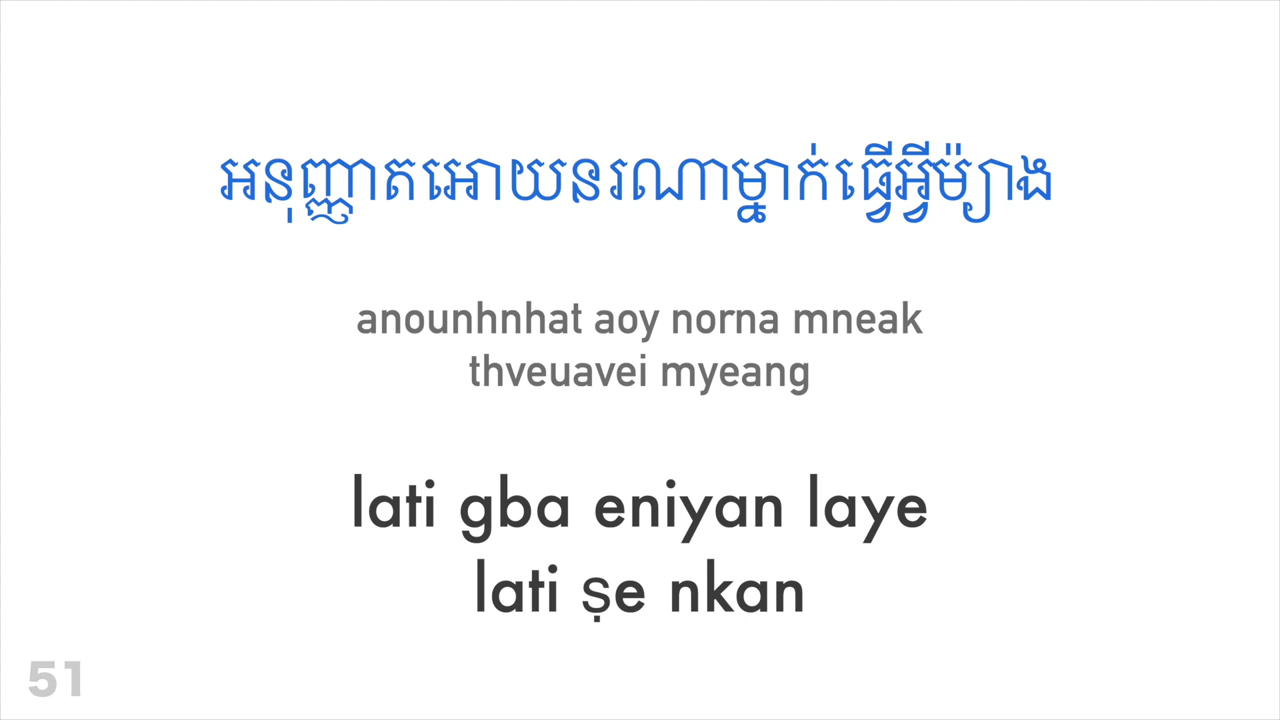 អនុញ្ញាតអោយនរណាម្នាក់ធ្វើអ្វីម៉្យាង
anounhnhat aoy norna mneak
thveuavei myeang
lati gba eniyan laye
lati ṣe nkan
51